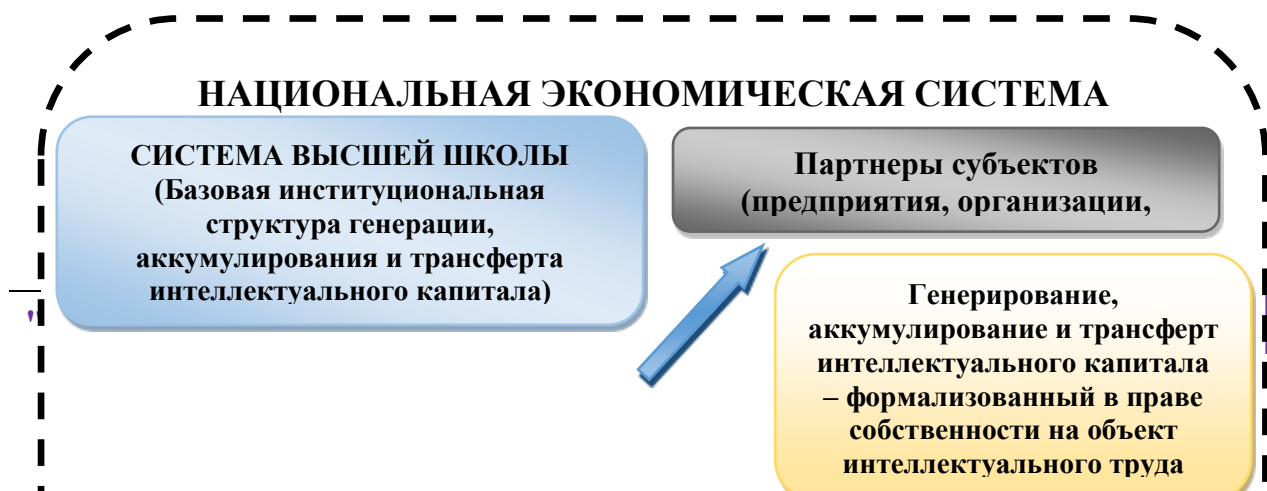 НАЦИОНАЛЬНАЯ ЭКОНОМИЧЕСКАЯ СИСТЕМА
СИСТЕМА ВЫСШЕЙ ШКОЛЫ
(Базовая институциональная
структура генерации,
аккумулирования и трансферта
интеллектуального капитала)
Партнеры субъектов
(предприятия, организации,
Генерирование,
аккумулирование и трансферт
интеллектуального капитала
– формализованный в праве
собственности на объект
интеллектуального труда